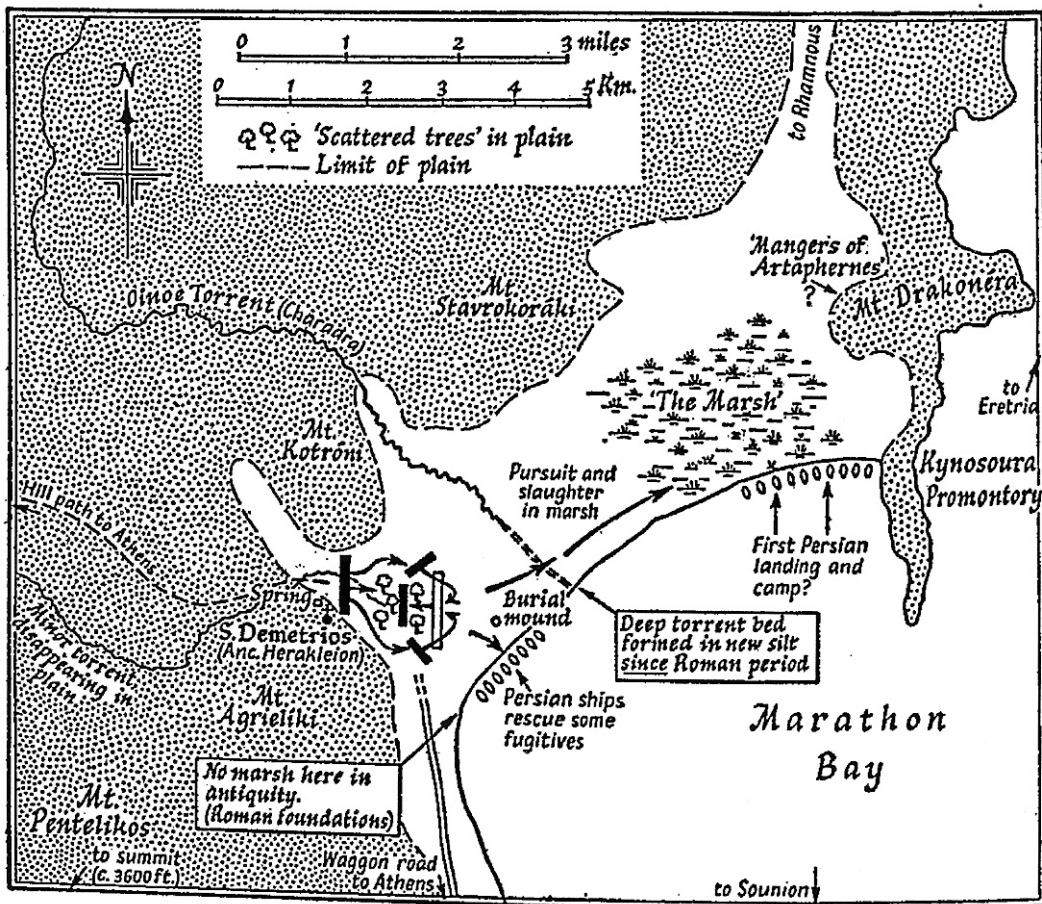 0 1 2 3 miles
0 1 2 3 4 5 Km.
'Scattered trees' in plain
Limit of plain
N
to Rhamnous
'Mangers of
Artaphernes'
?
Mt. Drakonéra
Oinoe Torrent (Charadra)
Mt.
Stavrokoráki
'The Marsh'
to
Eretria
Mt.
Kotróni
Kynosoura
Promontory
Pursuit and
slaughter
in marsh
Hill path to Athens
First Persian
landing and
camp?
Spring
S. Demetrios
(Anc. Herakleion)
Burial
mound
Deep torrent bed
formed in new silt
since Roman period
Minor torrent
disappearing in
plain
Mt.
Agrieliki
Persian ships
rescue some
fugitives
Marathon
Bay
No marsh here in
antiquity.
(Roman foundations)
Mt.
Pentelikos
to summit
(c. 3600 ft.)
Waggon road
to Athens
to Sounion